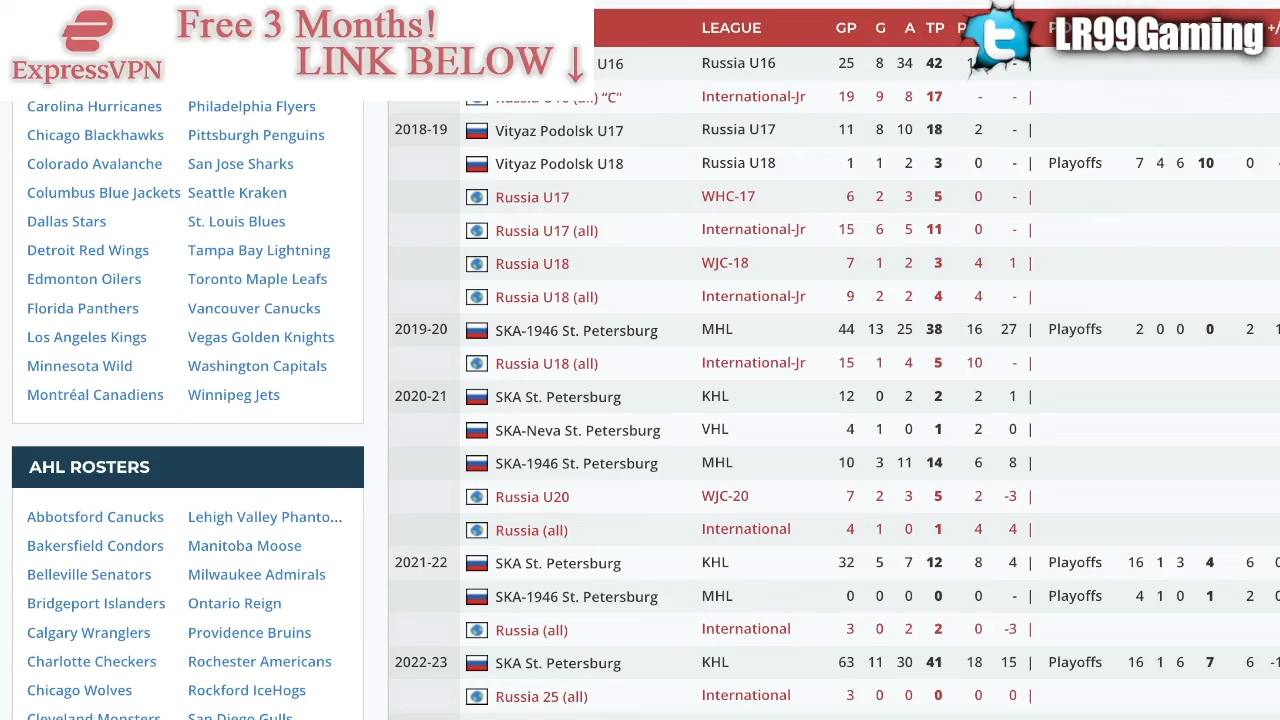 Free 3 Months!
LINK BELOW ↓
ExpressVPN
LR99Gaming
LEAGUE GP G A TP
U16 Russia U16 25 8 34 42 - |
International-Jr 19 9 8 17 - - |
2018-19 Vityaz Podolsk U17 Russia U17 11 8 10 18 2 - |
Vityaz Podolsk U18 Russia U18 1 1 2 3 0 - | Playoffs 7 4 6 10 0
Russia U17 WHC-17 6 2 3 5 0 - |
Russia U17 (all) International-Jr 15 6 5 11 0 - |
Russia U18 WJC-18 7 1 2 3 4 1 |
Russia U18 (all) International-Jr 9 2 2 4 4 - |
2019-20 SKA-1946 St. Petersburg MHL 44 13 25 38 16 27 | Playoffs 2 0 0 0 2
Russia U18 (all) International-Jr 15 1 4 5 10 - |
2020-21 SKA St. Petersburg KHL 12 0 2 2 2 1 |
SKA-Neva St. Petersburg VHL 4 1 0 1 2 0 |
SKA-1946 St. Petersburg MHL 10 3 11 14 6 8 |
Russia U20 WJC-20 7 2 3 5 2 -3 |
Russia (all) International 4 1 0 1 4 4 |
2021-22 SKA St. Petersburg KHL 32 5 7 12 8 4 | Playoffs 16 1 3 4 6
SKA-1946 St. Petersburg MHL 0 0 0 0 0 - | Playoffs 4 1 0 1 2
Russia (all) International 3 0 2 2 0 -3 |
2022-23 SKA St. Petersburg KHL 63 11 30 41 18 15 | Playoffs 16 1 6 7 6
Russia 25 (all) International 3 0 0 0 0 0 |
Carolina Hurricanes Philadelphia Flyers
Chicago Blackhawks Pittsburgh Penguins
Colorado Avalanche San Jose Sharks
Columbus Blue Jackets Seattle Kraken
Dallas Stars St. Louis Blues
Detroit Red Wings Tampa Bay Lightning
Edmonton Oilers Toronto Maple Leafs
Florida Panthers Vancouver Canucks
Los Angeles Kings Vegas Golden Knights
Minnesota Wild Washington Capitals
Montréal Canadiens Winnipeg Jets
AHL ROSTERS
Abbotsford Canucks Lehigh Valley Phanto...
Bakersfield Condors Manitoba Moose
Belleville Senators Milwaukee Admirals
Bridgeport Islanders Ontario Reign
Calgary Wranglers Providence Bruins
Charlotte Checkers Rochester Americans
Chicago Wolves Rockford IceHogs
Cleveland Monsters San Diego Gulls